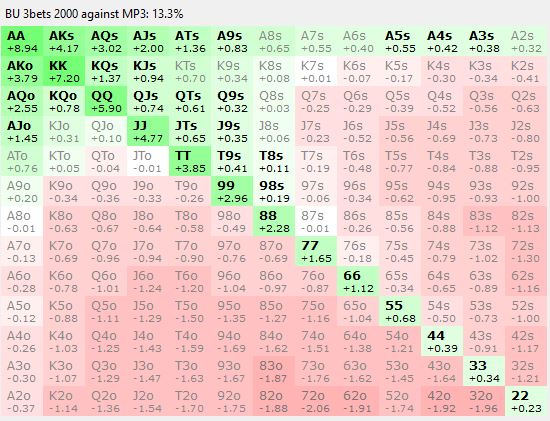 BU 3bets 2000 against MP3: 13.3%
AA AKs AQs AJs ATs A9s A8s A7s A6s A5s A4s A3s A2s
+8.94 +4.17 +3.02 +2.00 +1.36 +0.83 +0.65 +0.55 +0.40 +0.55 +0.42 +0.38 +0.32
AKo KK KQs KJs KTs K9s K8s K7s K6s K5s K4s K3s K2s
+3.79 +7.20 +1.37 +0.94 +0.70 +0.34 +0.08 +0.01 -0.07 -0.17 -0.30 -0.34 -0.41
AQo KQo QQ QJs QTs Q9s Q8s Q7s Q6s Q5s Q4s Q3s Q2s
+2.55 +0.78 +5.90 +0.74 +0.61 +0.32 +0.03 -0.25 -0.29 -0.39 -0.52 -0.56 -0.63
AJo KJo QJo JJ JTs J9s J8s J7s J6s J5s J4s J3s J2s
+1.45 +0.31 +0.10 +4.77 +0.65 +0.35 +0.06 -0.23 -0.52 -0.56 -0.69 -0.73 -0.80
ATo KTo QTo JTo TT T9s T8s T7s T6s T5s T4s T3s T2s
+0.76 +0.05 -0.04 -0.01 +3.85 +0.41 +0.11 -0.19 -0.48 -0.77 -0.84 -0.88 -0.95
A9o K9o Q9o J9o T9o 99 98s 97s 96s 95s 94s 93s 92s
+0.20 -0.34 -0.36 -0.33 -0.26 +2.96 +0.19 -0.06 -0.34 -0.62 -0.95 -0.93 -1.00
A8o K8o Q8o J8o T8o 98o 88 87s 86s 85s 84s 83s 82s
-0.01 -0.63 -0.67 -0.64 -0.58 -0.49 +2.28 -0.01 -0.26 -0.56 -0.88 -1.12 -1.13
A7o K7o Q7o J7o T7o 97o 87o 77 76s 75s 74s 73s 72s
-0.13 -0.69 -0.96 -0.94 -0.90 -0.76 -0.69 +1.65 -0.18 -0.45 -0.79 -1.02 -1.30
A6o K6o Q6o J6o T6o 96o 86o 76o 66 65s 64s 63s 62s
-0.28 -0.78 -1.01 -1.24 -1.20 -1.04 -0.97 -0.87 +1.12 -0.34 -0.65 -0.89 -1.16
A5o K5o Q5o J5o T5o 95o 85o 75o 65o 55 54s 53s 52s
-0.12 -0.88 -1.11 -1.29 -1.50 -1.35 -1.27 -1.16 -1.04 +0.68 -0.50 -0.73 -1.00
A4o K4o Q4o J4o T4o 94o 84o 74o 64o 54o 44 43s 42s
-0.26 -1.03 -1.25 -1.43 -1.59 -1.69 -1.62 -1.51 -1.38 -1.21 +0.39 -0.91 -1.17
A3o K3o Q3o J3o T3o 93o 83o 73o 63o 53o 43o 33 32s
-0.30 -1.07 -1.29 -1.47 -1.63 -1.67 -1.87 -1.76 -1.62 -1.45 -1.64 +0.34 -1.21
A2o K2o Q2o J2o T2o 92o 82o 72o 62o 52o 42o 32o 22
-0.37 -1.14 -1.36 -1.54 -1.70 -1.75 -1.88 -2.06 -1.91 -1.74 -1.92 -1.96 +0.23